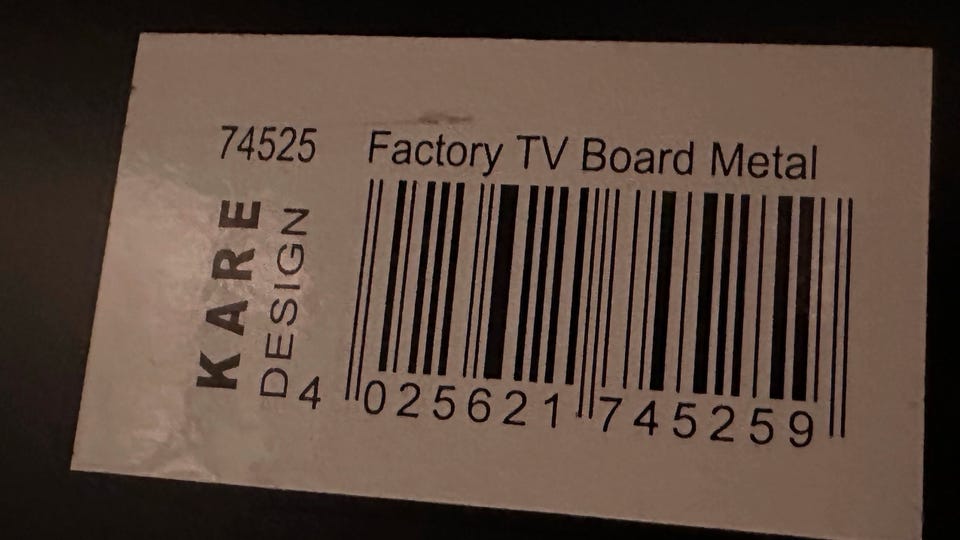 74525 Factory TV Board Metal
KARE
DESIGN
4 025621 745259